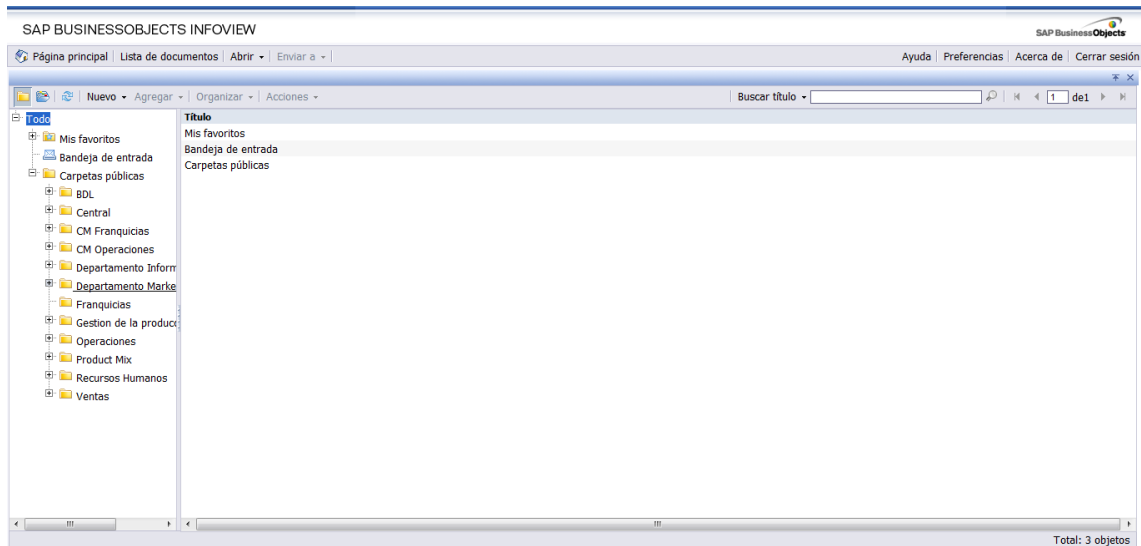 SAP BUSINESSOBJECTS INFOVIEW
SAP BusinessObjects
Página principal Lista de documentos Abrir Enviar a
Ayuda Preferencias Acerca de Cerrar sesión
Nuevo Agregar Organizar Acciones
Buscar título 1 de1
Todo
Mis favoritos
Bandeja de entrada
Carpetas públicas
BDL
Central
CM Franquicias
CM Operaciones
Departamento Inform
Departamento Marke
Franquicias
Gestion de la producc
Operaciones
Product Mix
Recursos Humanos
Ventas
Título
Mis favoritos
Bandeja de entrada
Carpetas públicas
Total: 3 objetos